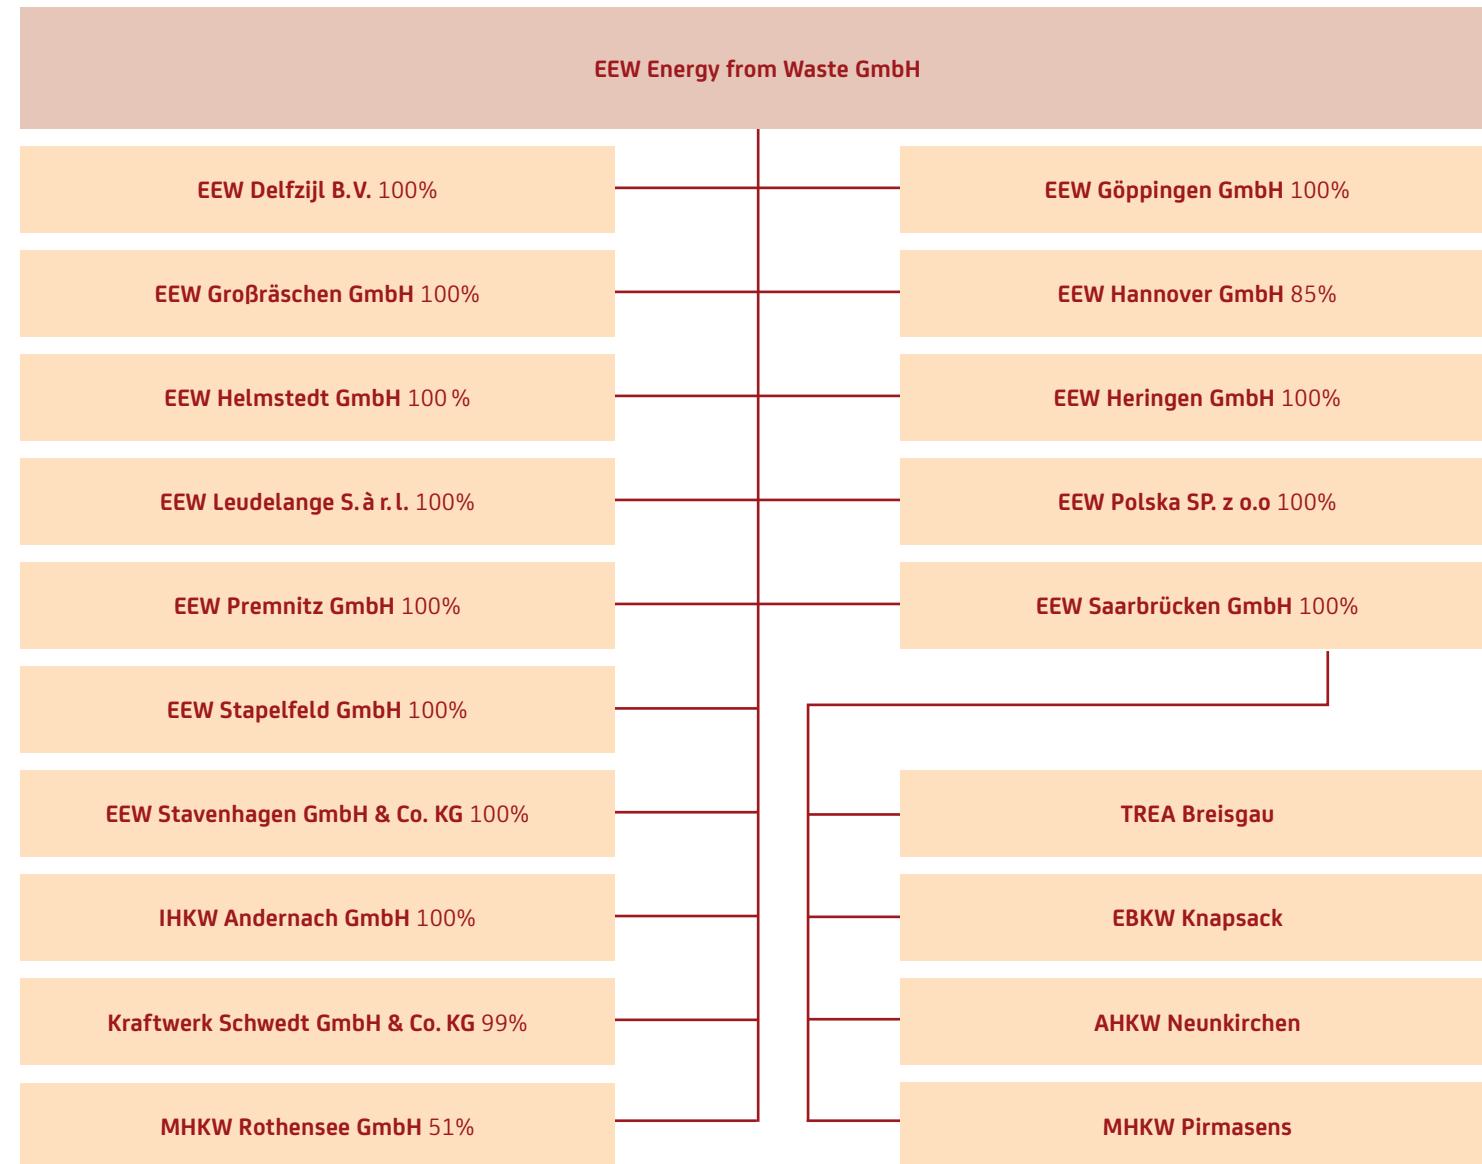 EEW Energy from Waste GmbH
EEW Delfzijl B.V. 100%
EEW Göppingen GmbH 100%
EEW Großräschen GmbH 100%
EEW Hannover GmbH 85%
EEW Helmstedt GmbH 100 %
EEW Heringen GmbH 100%
EEW Leudelange S. à r. l. 100%
EEW Polska SP. z o.o 100%
EEW Premnitz GmbH 100%
EEW Saarbrücken GmbH 100%
EEW Stapelfeld GmbH 100%
EEW Stavenhagen GmbH & Co. KG 100%
TREA Breisgau
IHKW Andernach GmbH 100%
EBKW Knapsack
Kraftwerk Schwedt GmbH & Co. KG 99%
AHKW Neunkirchen
MHKW Rothensee GmbH 51%
MHKW Pirmasens